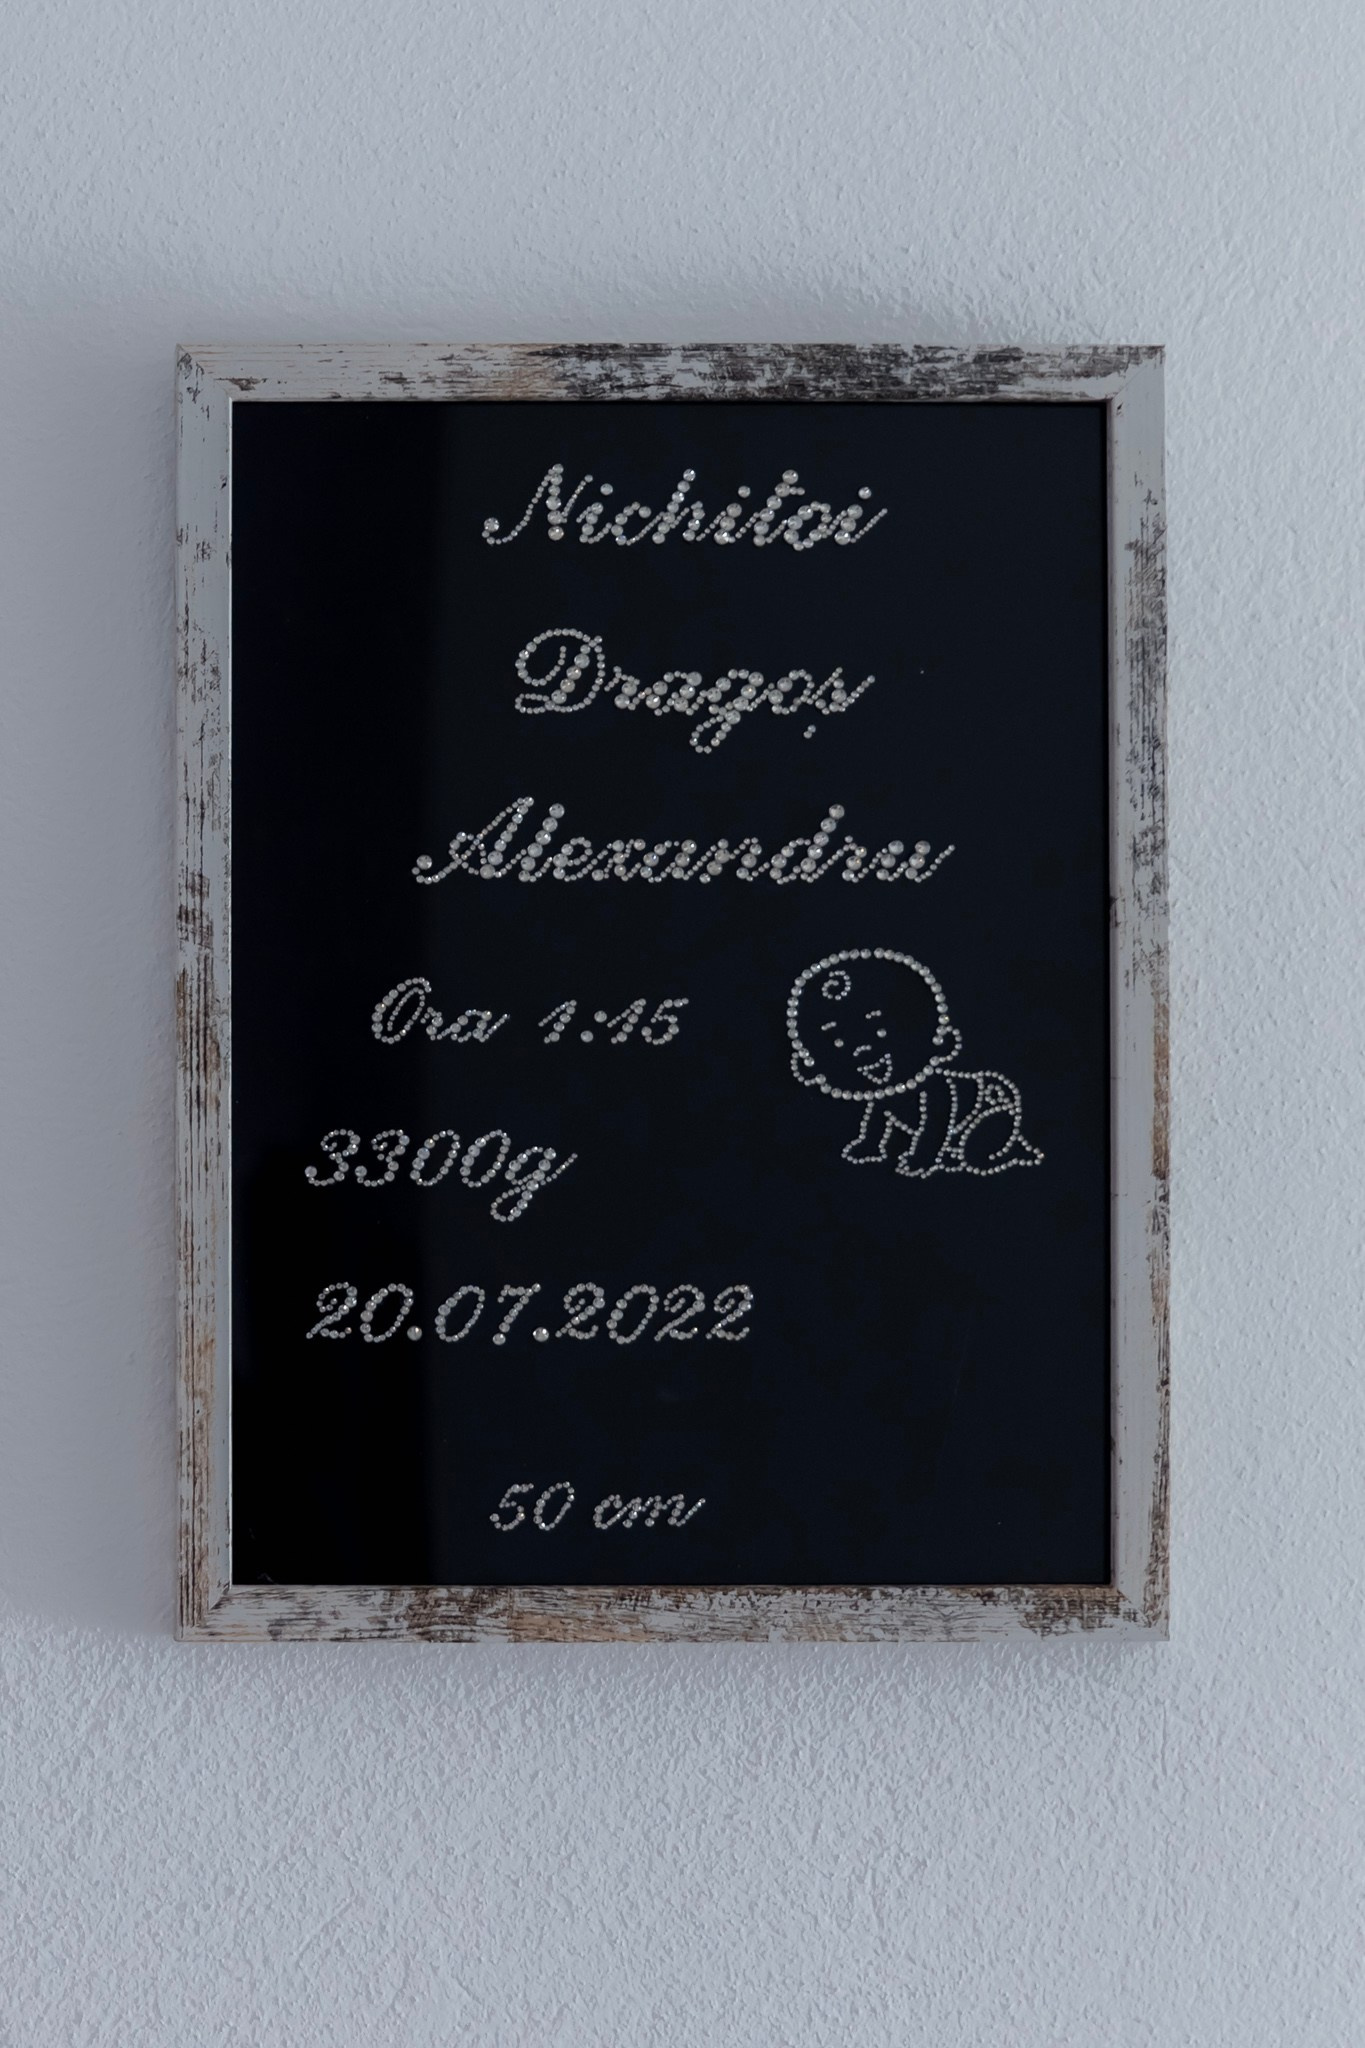 Nichitoi
Dragoș
Alexandru
Ora 1:15
3300g
20.07.2022
50 cm